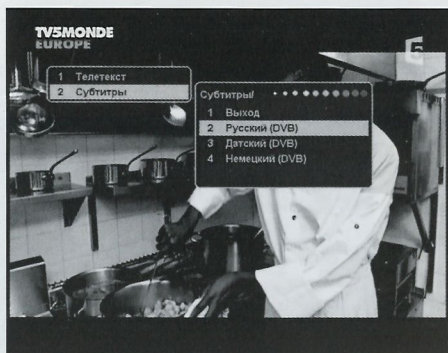 TV5MONDE
EUROPE
5
1 Телетекст
2 Субтитры
Субтитры/
1 Выход
2 Русский (DVB)
3 Датский (DVB)
4 Немецкий (DVB)